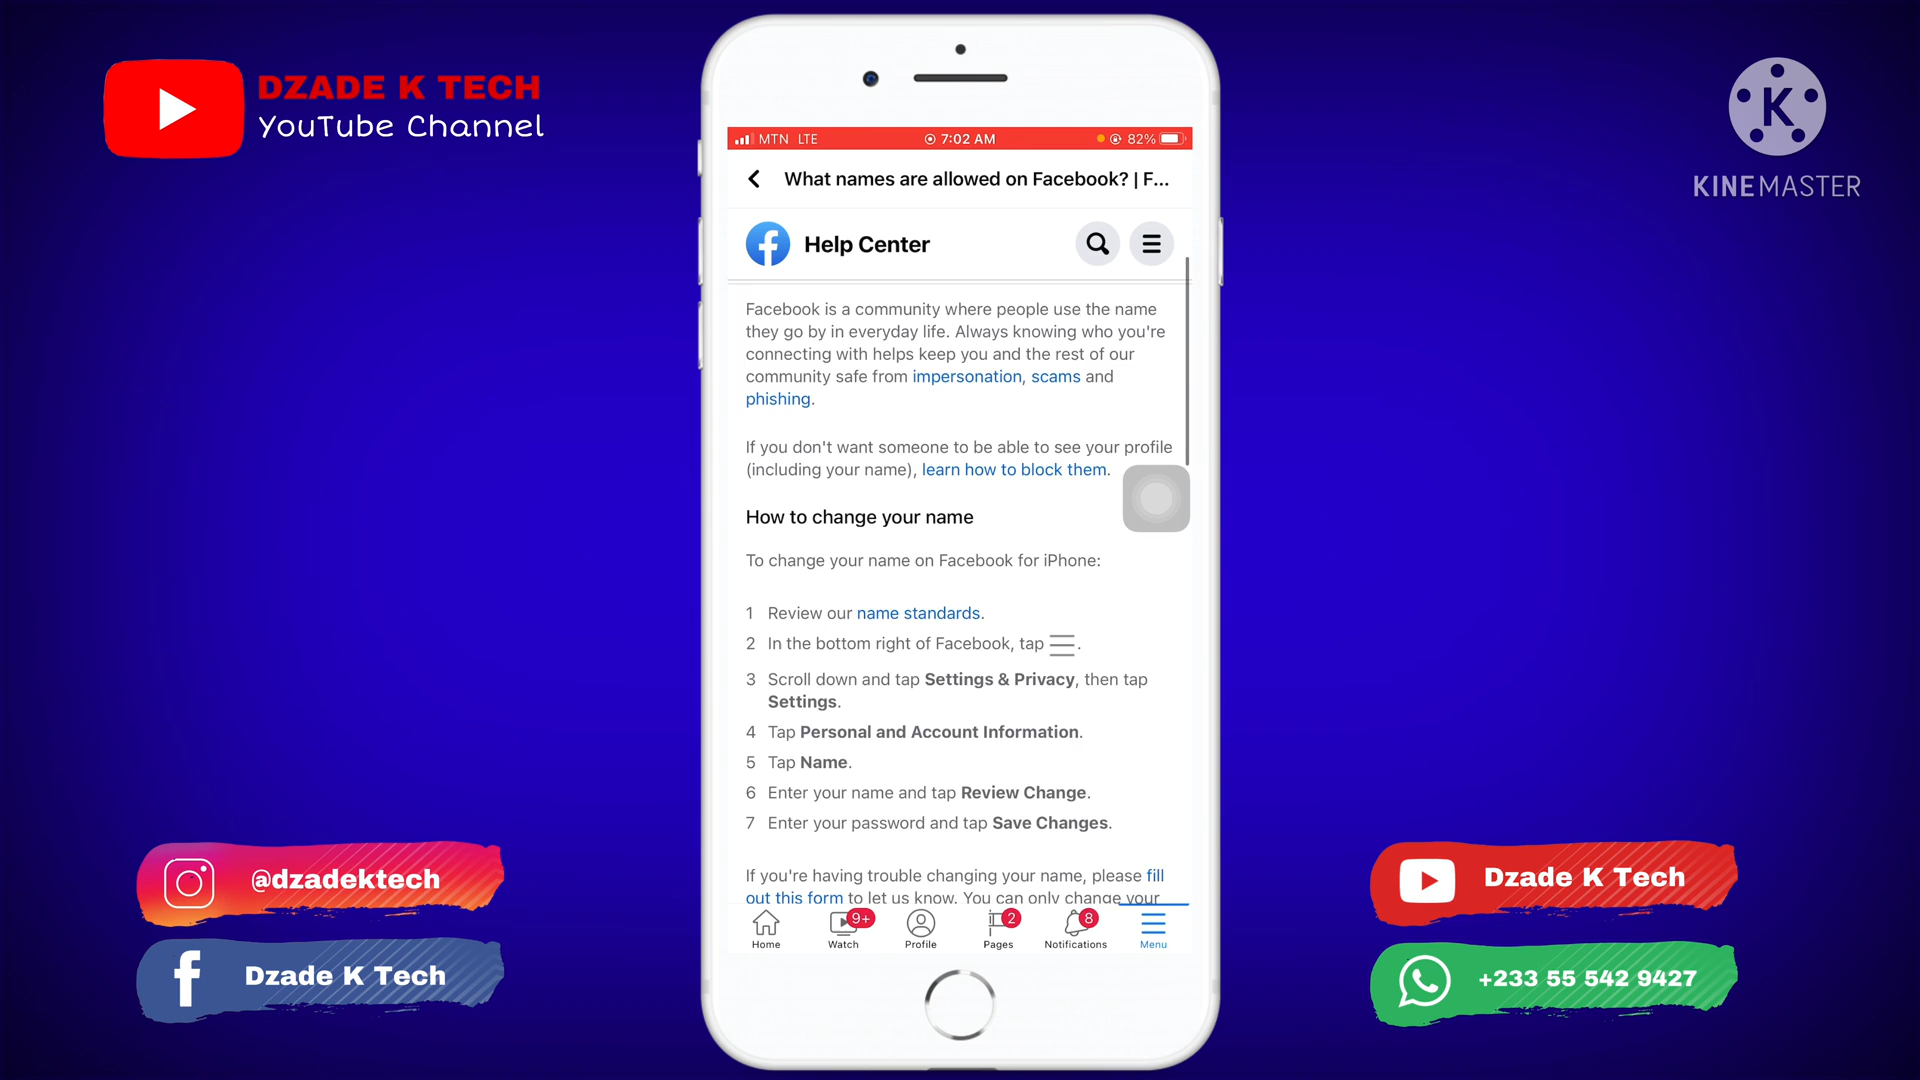 DZADE K TECH
YouTube Channel
K
KINEMASTER
MTN LTE 7:02 AM 82%
What names are allowed on Facebook? | F...
Help Center
Facebook is a community where people use the name
they go by in everyday life. Always knowing who you're
connecting with helps keep you and the rest of our
community safe from impersonation, scams and
phishing.
If you don't want someone to be able to see your profile
(including your name), learn how to block them.
How to change your name
To change your name on Facebook for iPhone:
1 Review our name standards.
2 In the bottom right of Facebook, tap .
3 Scroll down and tap Settings & Privacy, then tap
Settings.
4 Tap Personal and Account Information.
5 Tap Name.
6 Enter your name and tap Review Change.
7 Enter your password and tap Save Changes.
If you're having trouble changing your name, please fill
out this form to let us know. You can only change your
9+ 2 8
Home Watch Profile Pages Notifications Menu
@dzadektech
Dzade K Tech
Dzade K Tech
+233 55 542 9427